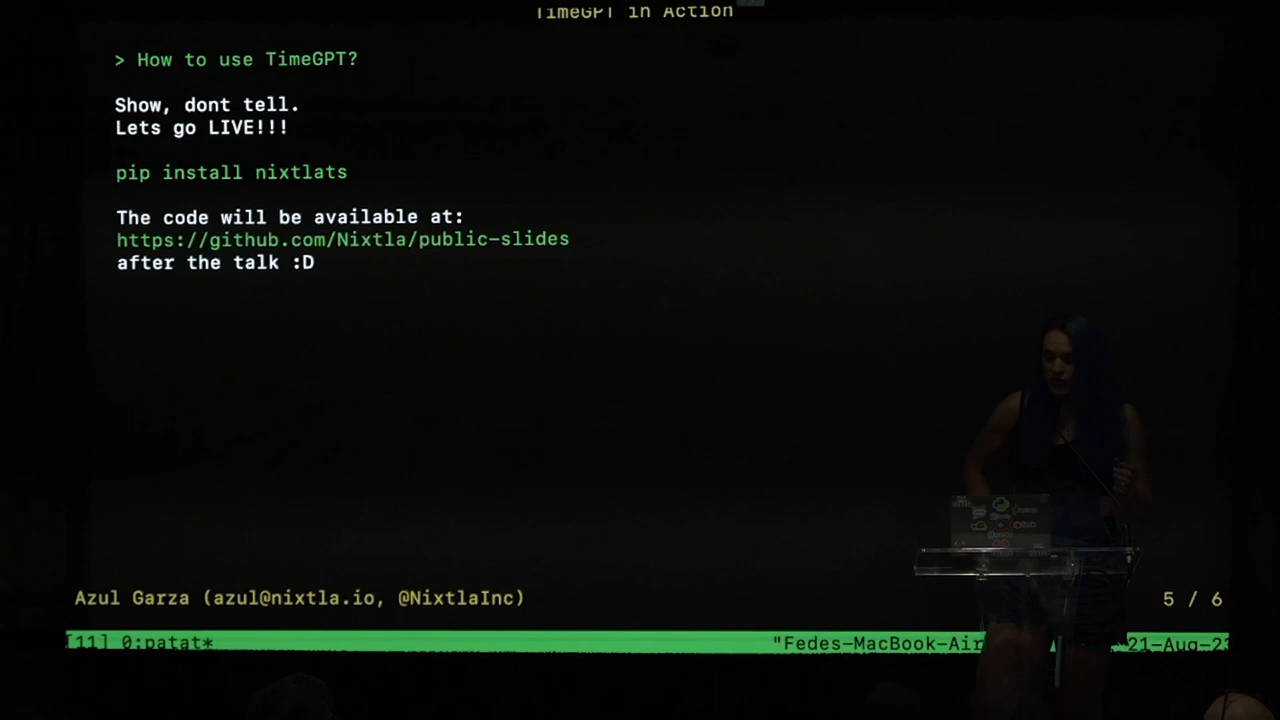 TimeGPT in Action
> How to use TimeGPT?
Show, dont tell.
Lets go LIVE!!!
pip install nixtlats
The code will be available at:
https://github.com/Nixtla/public-slides
after the talk :D
Azul Garza (azul@nixtla.io, @NixtlaInc)
5 / 6
[11] 0:patat*
"Fedes-MacBook-Air
21-Aug-23